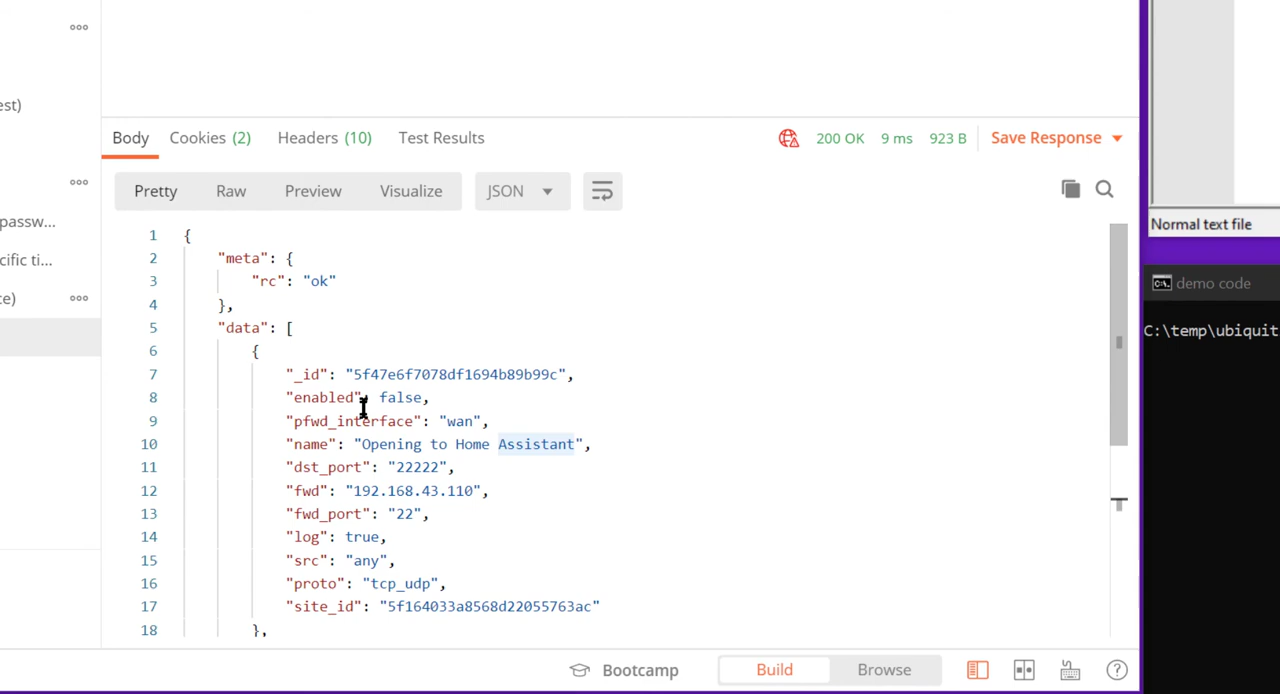 est)
passw...
cific ti...
ce)
Body Cookies (2) Headers (10) Test Results 200 OK 9 ms 923 B Save Response
Pretty Raw Preview Visualize JSON
1 {
2 "meta": {
3 "rc": "ok"
4 },
5 "data": [
6 {
7 "_id": "5f47e6f7078df1694b89b99c",
8 "enabled": false,
9 "pfwd_interface": "wan",
10 "name": "Opening to Home Assistant",
11 "dst_port": "22222",
12 "fwd": "192.168.43.110",
13 "fwd_port": "22",
14 "log": true,
15 "src": "any",
16 "proto": "tcp_udp",
17 "site_id": "5f164033a8568d22055763ac"
18 },
Bootcamp Build Browse
Normal text file
demo code
C:\temp\ubiquit